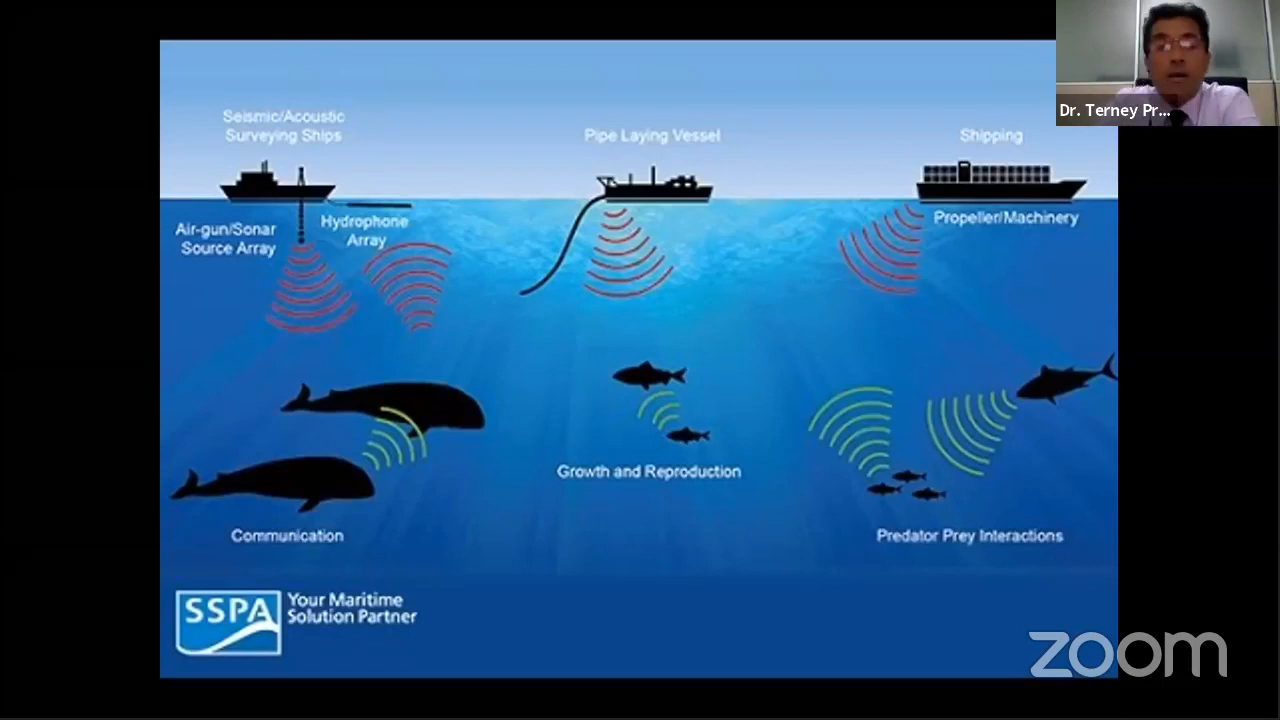 Dr. Terney Pr...
Seismic/Acoustic
Surveying Ships
Pipe Laying Vessel
Shipping
Air-gun/Sonar
Source Array
Hydrophone
Array
Propeller/Machinery
Growth and Reproduction
Communication
Predator Prey Interactions
SSPA
Your Maritime
Solution Partner
zoom